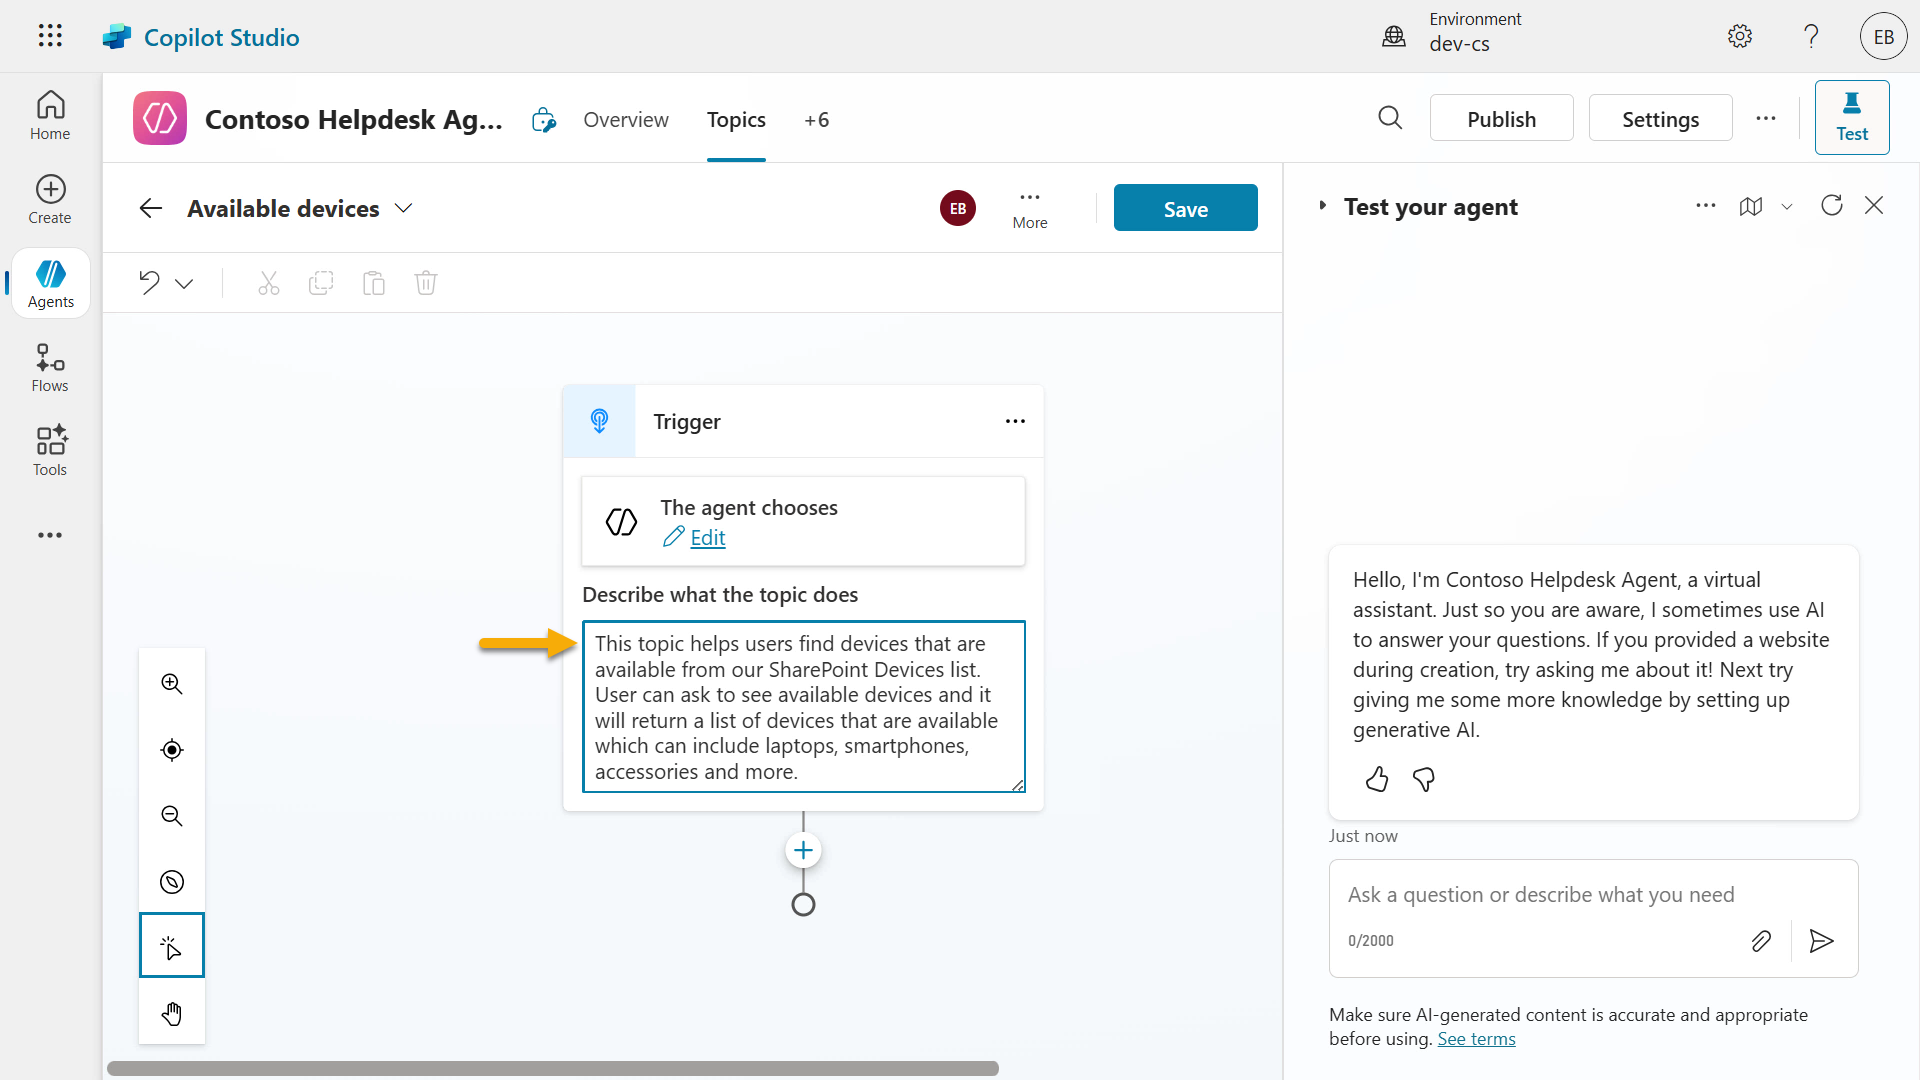 Copilot Studio
Environment
dev-cs
EB
Home
Create
Agents
Flows
Tools
Contoso Helpdesk Ag...
Overview
Topics
+6
Publish
Settings
Test
Available devices
EB
More
Save
Trigger
The agent chooses
Edit
Describe what the topic does
This topic helps users find devices that are
available from our SharePoint Devices list.
User can ask to see available devices and it
will return a list of devices that are available
which can include laptops, smartphones,
accessories and more.
Test your agent
Hello, I'm Contoso Helpdesk Agent, a virtual
assistant. Just so you are aware, I sometimes use AI
to answer your questions. If you provided a website
during creation, try asking me about it! Next try
giving me some more knowledge by setting up
generative AI.
Just now
Ask a question or describe what you need
0/2000
Make sure AI-generated content is accurate and appropriate
before using. See terms